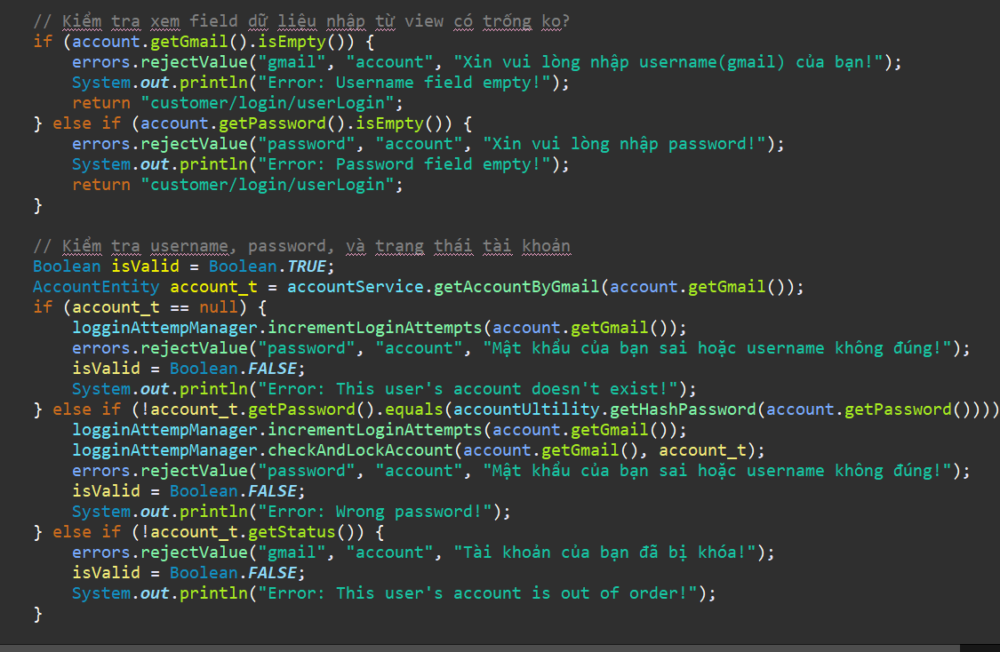 // Kiểm tra xem field dữ liệu nhập từ view có trống ko?
if (account.getGmail().isEmpty()) {
errors.rejectValue("gmail", "account", "Xin vui lòng nhập username(gmail) của bạn!");
System.out.println("Error: Username field empty!");
return "customer/login/userLogin";
} else if (account.getPassword().isEmpty()) {
errors.rejectValue("password", "account", "Xin vui lòng nhập password!");
System.out.println("Error: Password field empty!");
return "customer/login/userLogin";
}
// Kiểm tra username, password, và trang thái tài khoản
Boolean isValid = Boolean.TRUE;
AccountEntity account_t = accountService.getAccountByGmail(account.getGmail());
if (account_t == null) {
logginAttempManager.incrementLoginAttempts(account.getGmail());
errors.rejectValue("password", "account", "Mật khẩu của bạn sai hoặc username không đúng!");
isValid = Boolean.FALSE;
System.out.println("Error: This user's account doesn't exist!");
} else if (!account_t.getPassword().equals(accountUltility.getHashPassword(account.getPassword())))
logginAttempManager.incrementLoginAttempts(account.getGmail());
logginAttempManager.checkAndLockAccount(account.getGmail(), account_t);
errors.rejectValue("password", "account", "Mật khẩu của bạn sai hoặc username không đúng!");
isValid = Boolean.FALSE;
System.out.println("Error: Wrong password!");
} else if (!account_t.getStatus()) {
errors.rejectValue("gmail", "account", "Tài khoản của bạn đã bị khóa!");
isValid = Boolean.FALSE;
System.out.println("Error: This user's account is out of order!");
}